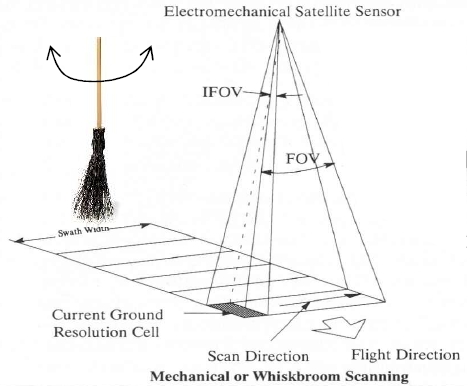 Electromechanical Satellite Sensor
IFOV
FOV
Swath Width
Current Ground
Resolution Cell
Scan Direction
Flight Direction
Mechanical or Whiskbroom Scanning